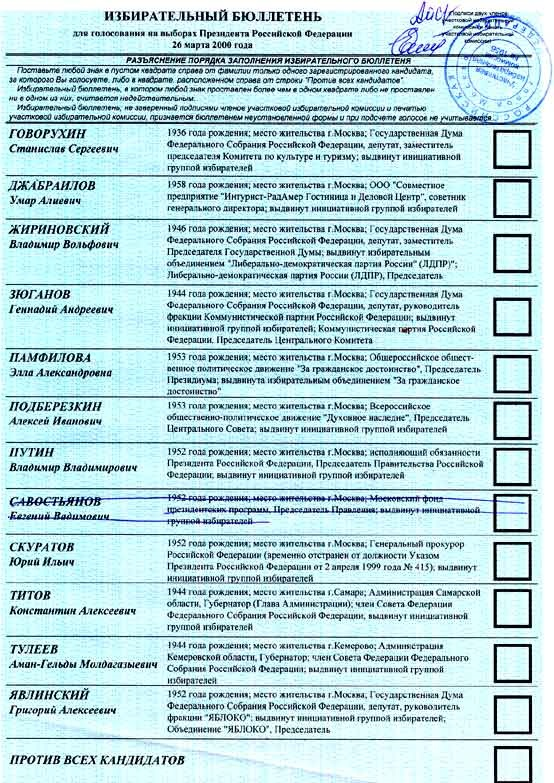 ИЗБИРАТЕЛЬНЫЙ БЮЛЛЕТЕНЬ
для голосования на выборах Президента Российской Федерации
26 марта 2000 года
Подписи двух членов
участковой избирательной
избирательной
комиссии
РАЗЪЯСНЕНИЕ ПОРЯДКА ЗАПОЛНЕНИЯ ИЗБИРАТЕЛЬНОГО БЮЛЛЕТЕНЯ
Поставьте любой знак в пустом квадрате справа от фамилии только одного зарегистрированного кандидата,
за которого Вы голосуете, либо в квадрате, расположенном справа от строки "Против всех кандидатов".
Избирательный бюллетень, в котором любой знак проставлен более чем в одном квадрате либо не проставлен
ни в одном из них, считается недействительным.
Избирательный бюллетень, не заверенный подписями членов участковой избирательной комиссии и печатью
участковой избирательной комиссии, признается бюллетенем неустановленной формы и при подсчете голосов не учитывается.
ГОВОРУХИН
Станислав Сергеевич
1936 года рождения; место жительства г.Москва; Государственная Дума
Федерального Собрания Российской Федерации, депутат, заместитель
председателя Комитета по культуре и туризму; выдвинут инициативной
группой избирателей
ДЖАБРАИЛОВ
Умар Алиевич
1958 года рождения; место жительства г.Москва; ООО "Совместное
предприятие "Интурист-РадАмер Гостиница и Деловой Центр", советник
генерального директора; выдвинут инициативной группой избирателей
ЖИРИНОВСКИЙ
Владимир Вольфович
1946 года рождения; место жительства г.Москва; Государственная Дума
Федерального Собрания Российской Федерации, депутат, заместитель
Председателя Государственной Думы; выдвинут избирательным
объединением "Либерально-демократическая партия России" (ЛДПР)";
Либерально-демократическая партия России (ЛДПР), Председатель
ЗЮГАНОВ
Геннадий Андреевич
1944 года рождения; место жительства г.Москва; Государственная Дума
Федерального Собрания Российской Федерации, депутат, руководитель
фракции Коммунистической партии Российской Федерации; выдвинут
инициативной группой избирателей; Коммунистическая партия Российской
Федерации, Председатель Центрального Комитета
ПАМФИЛОВА
Элла Александровна
1953 года рождения; место жительства г.Москва; Общероссийское общест-
венное политическое движение "За гражданское достоинство", Председатель
Президиума; выдвинута избирательным объединением "За гражданское
достоинство"
ПОДБЕРЕЗКИН
Алексей Иванович
1953 года рождения; место жительства г.Москва; Всероссийское
общественно-политическое движение "Духовное наследие", Председатель
Центрального Совета; выдвинут инициативной группой избирателей
ПУТИН
Владимир Владимирович
1952 года рождения; место жительства г.Москва; исполняющий обязанности
Президента Российской Федерации, Председатель Правительства Российской
Федерации; выдвинут инициативной группой избирателей
САВОСТЬЯНОВ
Евгений Вадимович
1952 года рождения; место жительства г.Москва; Московский фонд
президентских программ, Председатель Правления; выдвинут инициативной
группой избирателей
СКУРАТОВ
Юрий Ильич
1952 года рождения; место жительства г.Москва; Генеральный прокурор
Российской Федерации (временно отстранен от должности Указом
Президента Российской Федерации от 2 апреля 1999 года № 415); выдвинут
инициативной группой избирателей
ТИТОВ
Константин Алексеевич
1944 года рождения; место жительства г.Самара; Администрация Самарской
области, Губернатор (Глава Администрации); член Совета Федерации
Федерального Собрания Российской Федерации; выдвинут инициативной
группой избирателей
ТУЛЕЕВ
Аман-Гельды Молдагазыевич
1944 года рождения; место жительства г.Кемерово; Администрация
Кемеровской области, Губернатор; член Совета Федерации Федерального
Собрания Российской Федерации; выдвинут инициативной группой
избирателей
ЯВЛИНСКИЙ
Григорий Алексеевич
1952 года рождения; место жительства г.Москва; Государственная Дума
Федерального Собрания Российской Федерации, депутат, руководитель
фракции "ЯБЛОКО"; выдвинут инициативной группой избирателей;
Объединение "ЯБЛОКО", Председатель
ПРОТИВ ВСЕХ КАНДИДАТОВ